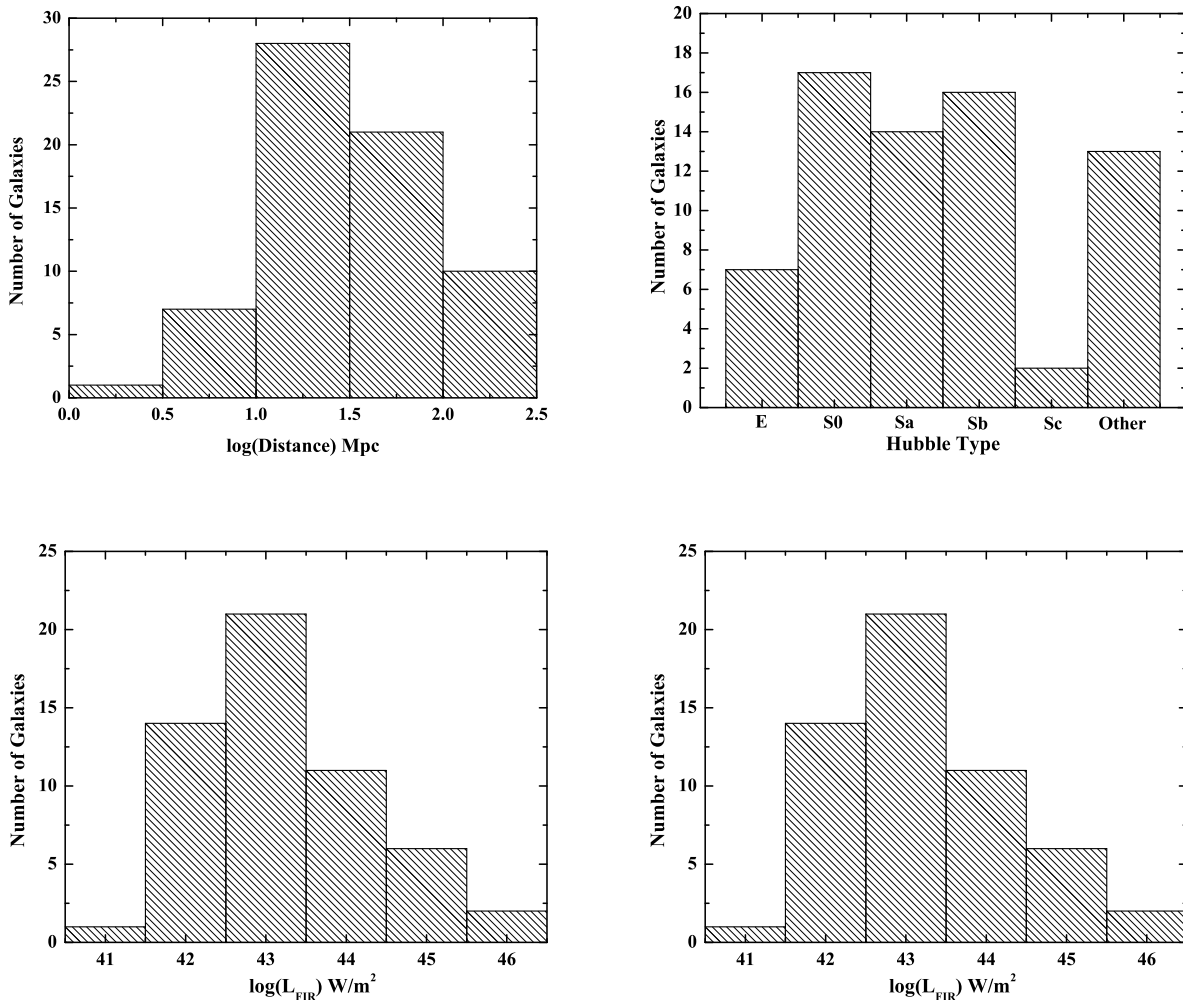 30
25
20
15
10
5
0
0.0 0.5 1.0 1.5 2.0 2.5
Number of Galaxies
log(Distance) Mpc
20
18
16
14
12
10
8
6
4
2
0
E S0 Sa Sb Sc Other
Number of Galaxies
Hubble Type
25
20
15
10
5
0
41 42 43 44 45 46
Number of Galaxies
log(L_FIR) W/m²
25
20
15
10
5
0
41 42 43 44 45 46
Number of Galaxies
log(L_FIR) W/m²